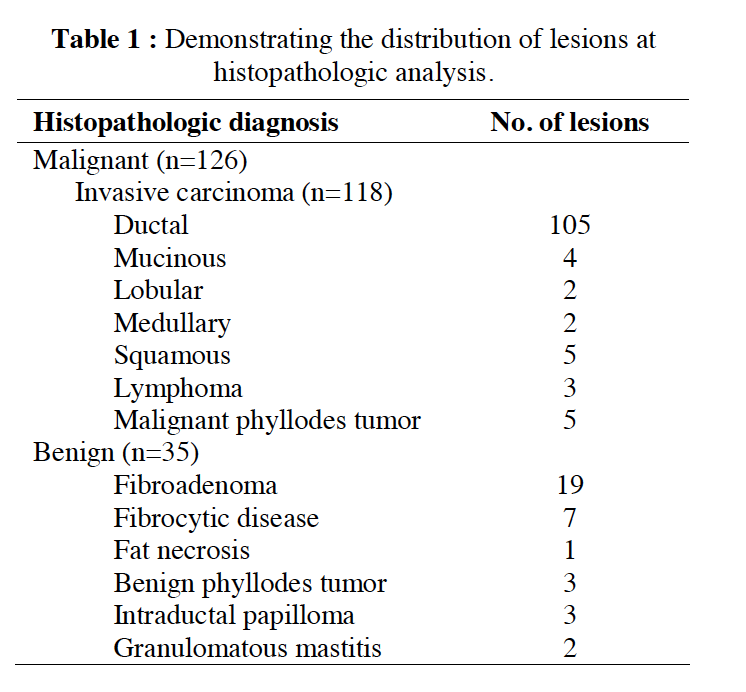 Table 1 : Demonstrating the distribution of lesions at
histopathologic analysis.
Histopathologic diagnosis No. of lesions
Malignant (n=126)
Invasive carcinoma (n=118)
Ductal 105
Mucinous 4
Lobular 2
Medullary 2
Squamous 5
Lymphoma 3
Malignant phyllodes tumor 5
Benign (n=35)
Fibroadenoma 19
Fibrocytic disease 7
Fat necrosis 1
Benign phyllodes tumor 3
Intraductal papilloma 3
Granulomatous mastitis 2